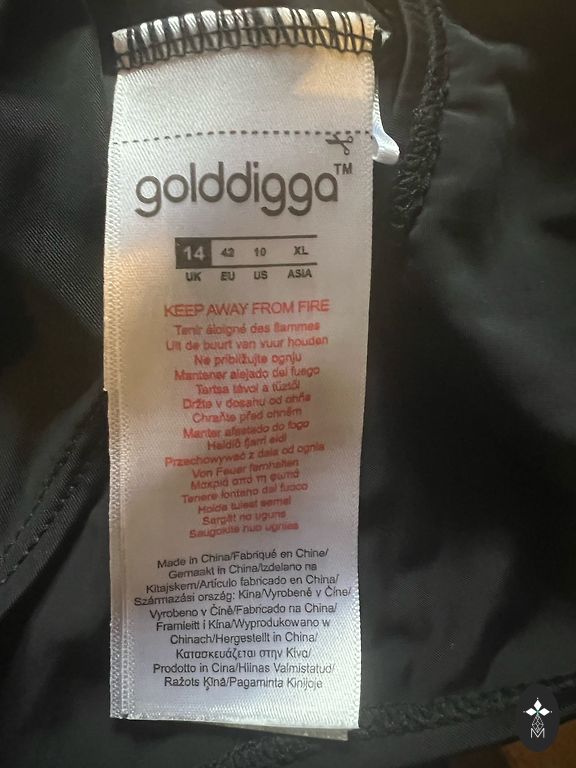 golddigga™
14 42 10 XL
UK EU US ASIA
KEEP AWAY FROM FIRE
Tenir éloigné des flammes
Uit de buurt van vuur houden
Ne približujte ognju
Mantener alejado del fuego
Tartsa távol a tűztől
Držte v dosahu od ohňa
Chraňte před ohněm
Manter afastado do fogo
Haldið fjarri eldi
Przechowywać z dala od ognia
Von Feuer fernhalten
Μακριά από τη φωτιά
Tenere lontano dal fuoco
Hoida tulest eemal
Sargāt no uguns
Saugokite nuo ugnies
Made in China/Fabriqué en Chine/
Gemaakt in China/Izdelano na
Kitajskem/Artículo fabricado en China/
Származási ország: Kína/Vyrobené v Číne/
Vyrobeno v Číně/Fabricado na China/
Framleitt í Kína/Wyprodukowano w
Chinach/Hergestellt in China/
Κατασκευάζεται στην Κίνα/
Prodotto in Cina/Hiinas Valmistatud/
Ražots Ķīnā/Pagaminta Kinijoje
M